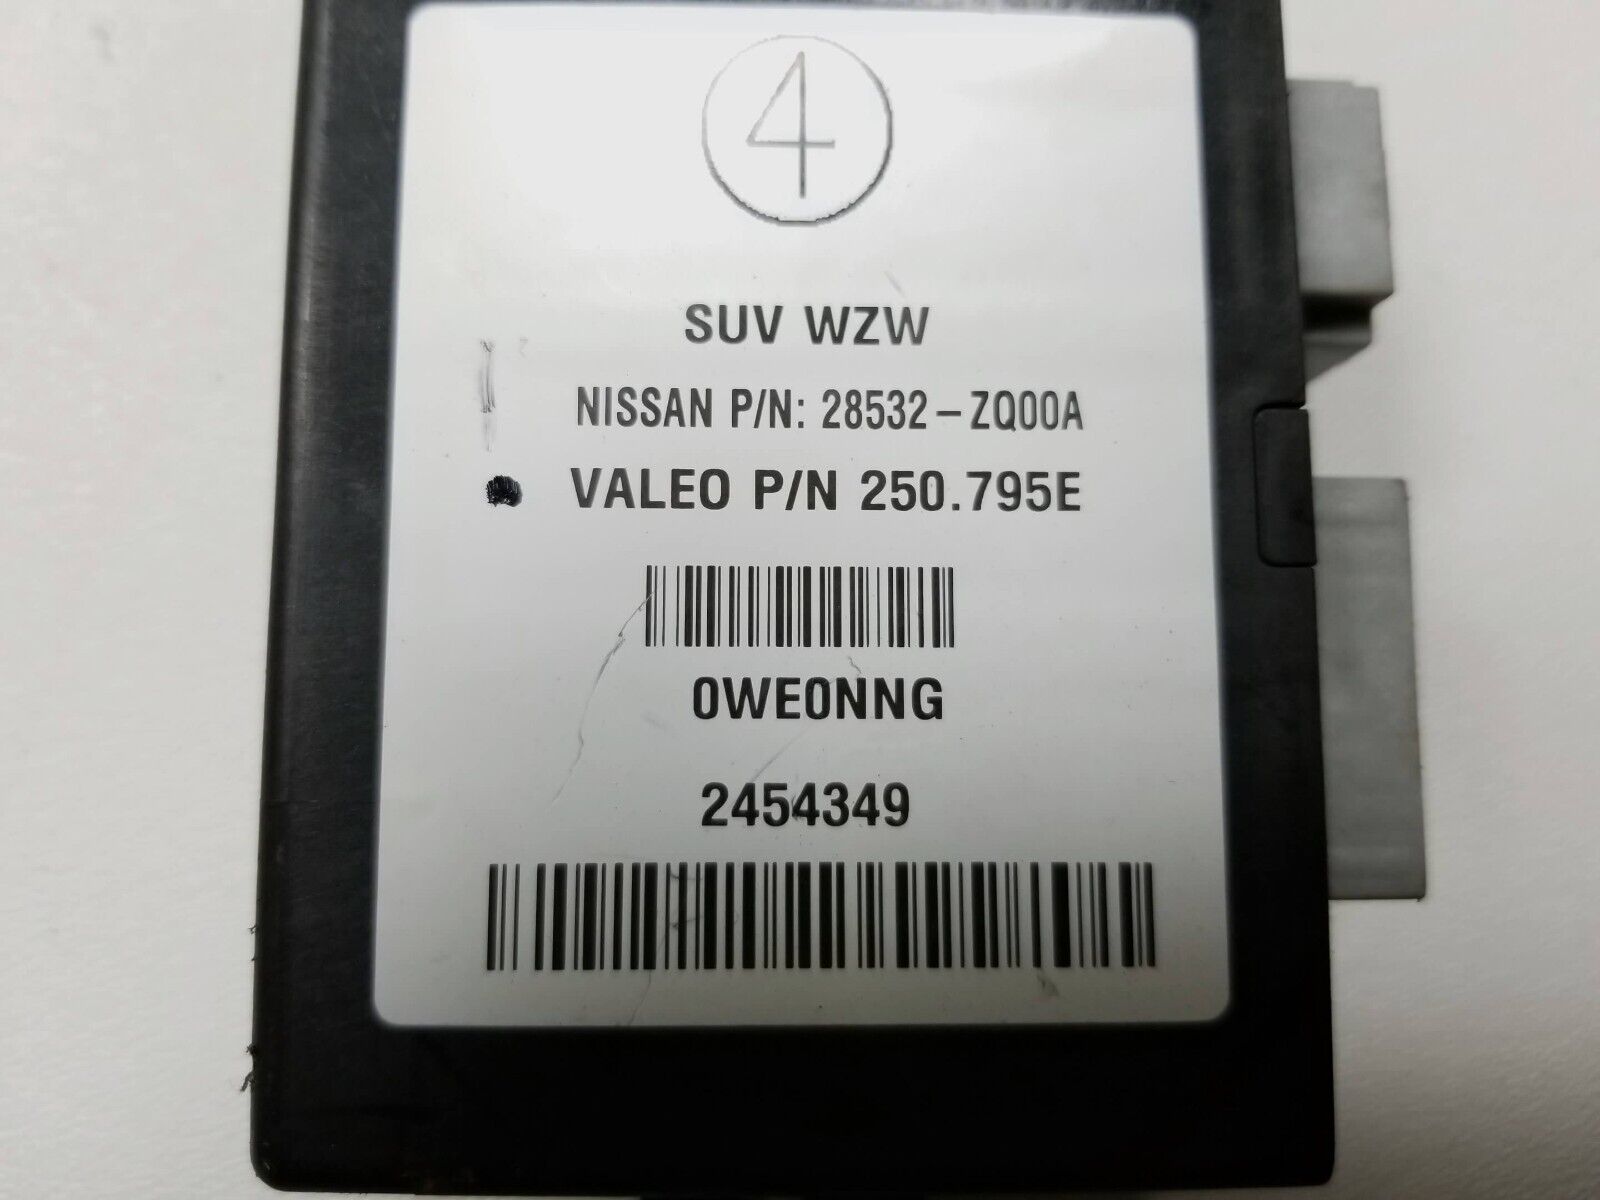 4
SUV WZW
NISSAN P/N: 28532-ZQ00A
VALEO P/N 250.795E
0WE0NNG
2454349